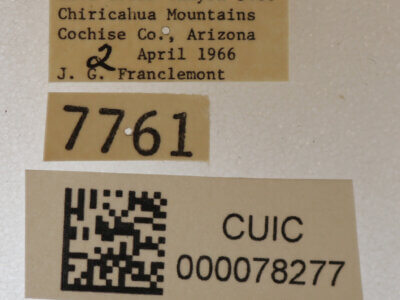 Chiricahua Mountains
Cochise Co., Arizona
2 April 1966
J. G. Franclemont
7761
CUIC
000078277